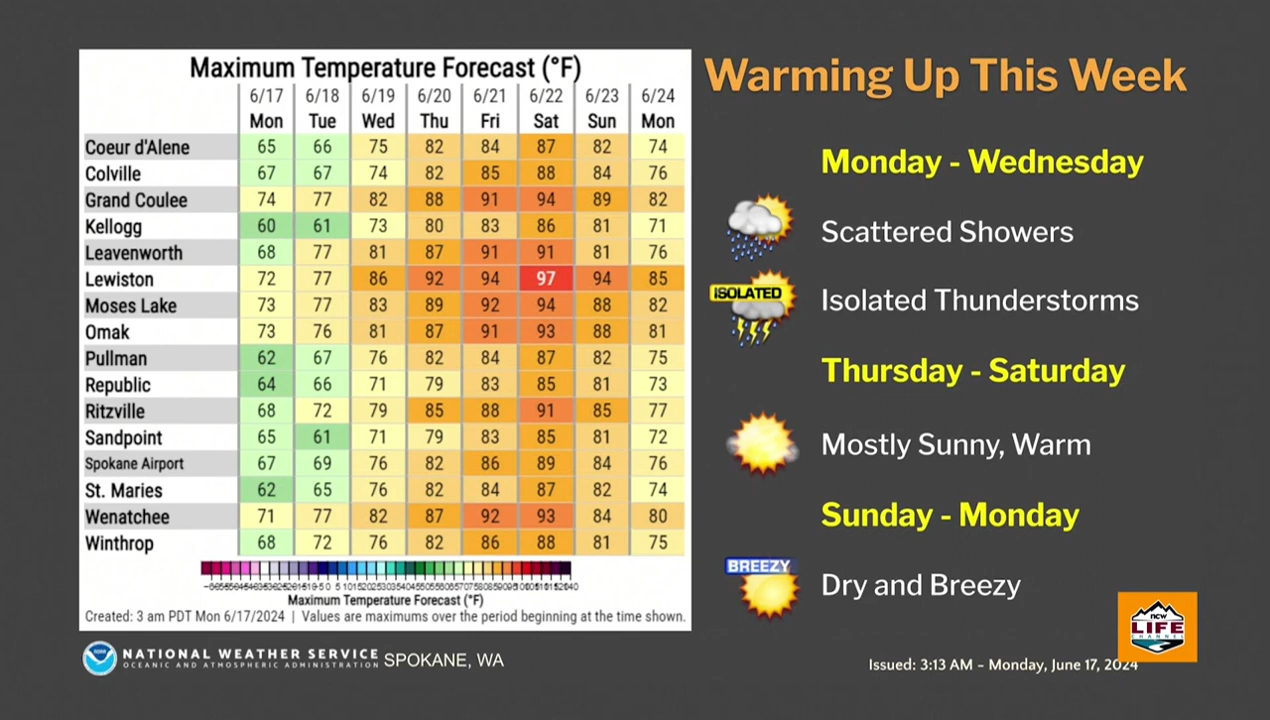 Maximum Temperature Forecast (°F)
6/17 6/18 6/19 6/20 6/21 6/22 6/23 6/24
Mon Tue Wed Thu Fri Sat Sun Mon
Coeur d'Alene 65 66 75 82 84 87 82 74
Colville 67 67 74 82 85 88 84 76
Grand Coulee 74 77 82 88 91 94 89 82
Kellogg 60 61 73 80 83 86 81 71
Leavenworth 68 77 81 87 91 91 81 76
Lewiston 72 77 86 92 94 97 94 85
Moses Lake 73 77 83 89 92 94 88 82
Omak 73 76 81 87 91 93 88 81
Pullman 62 67 76 82 84 87 82 75
Republic 64 66 71 79 83 85 81 73
Ritzville 68 72 79 85 88 91 85 77
Sandpoint 65 61 71 79 83 85 81 72
Spokane Airport 67 69 76 82 86 89 84 76
St. Maries 62 65 76 82 84 87 82 74
Wenatchee 71 77 82 87 92 93 84 80
Winthrop 68 72 76 82 86 88 81 75
Maximum Temperature Forecast (°F)
Created: 3 am PDT Mon 6/17/2024 | Values are maximums over the period beginning at the time shown.
NATIONAL WEATHER SERVICE
OCEANIC AND ATMOSPHERIC ADMINISTRATION
SPOKANE, WA
Warming Up This Week
Monday - Wednesday
Scattered Showers
ISOLATED
Isolated Thunderstorms
Thursday - Saturday
Mostly Sunny, Warm
Sunday - Monday
BREEZY
Dry and Breezy
ncw
LIFE
CHANNEL
Issued: 3:13 AM - Monday, June 17, 2024